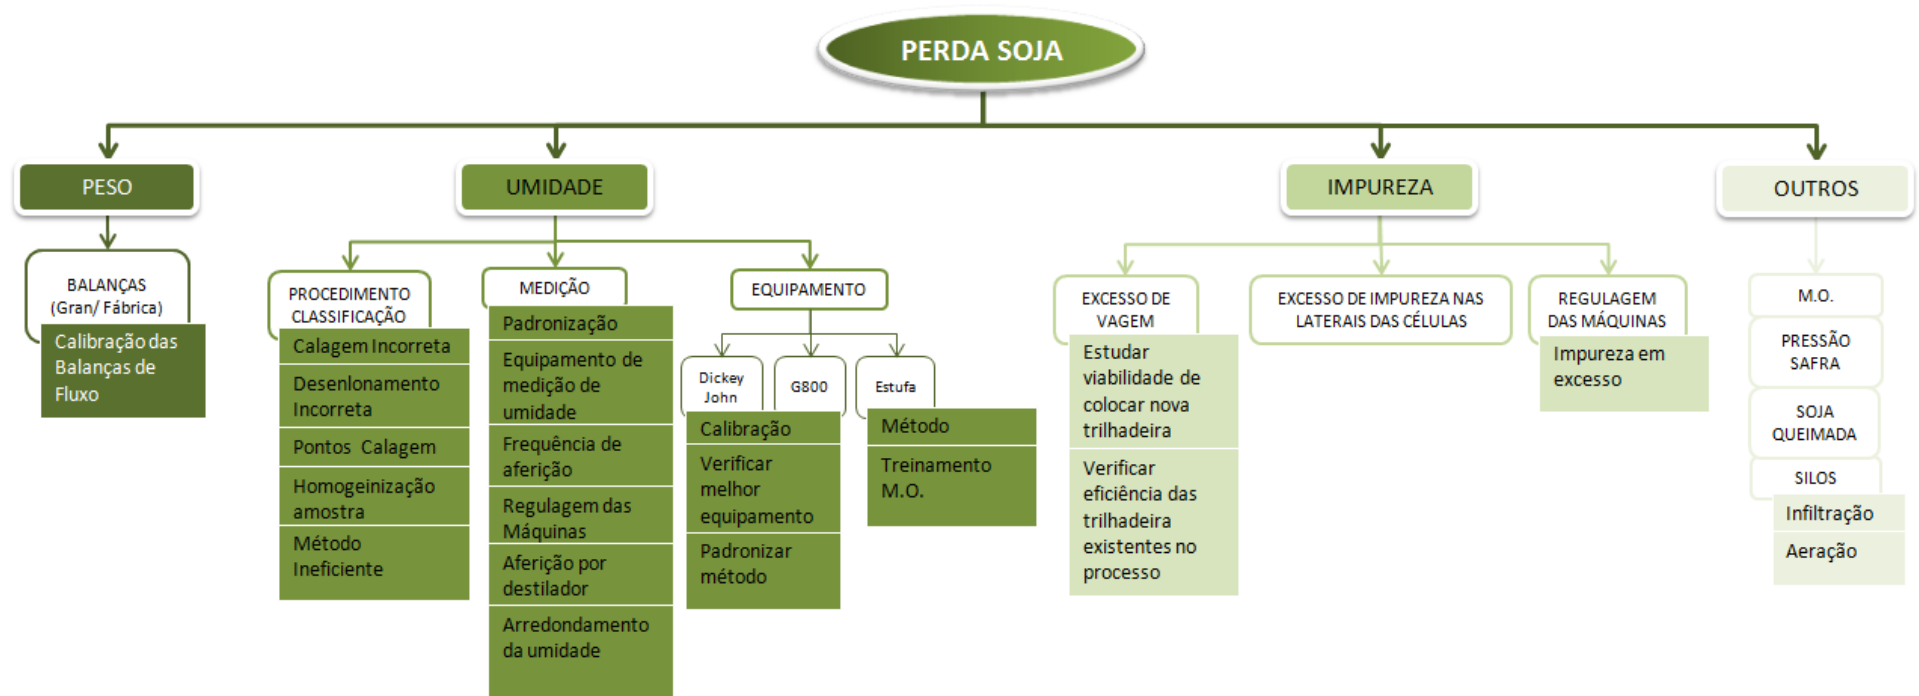 PERDA SOJA
PESO
UMIDADE
IMPUREZA
OUTROS
BALANÇAS
(Gran/ Fábrica)
Calibração das
Balanças de
Fluxo
PROCEDIMENTO
CLASSIFICAÇÃO
Calagem Incorreta
Desenlonamento
Incorreta
Pontos Calagem
Homogeinização
amostra
Método
Ineficiente
MEDIÇÃO
Padronização
Equipamento de
medição de
umidade
Frequência de
aferição
Regulagem das
Máquinas
Aferição por
destilador
Arredondamento
da umidade
EQUIPAMENTO
Dickey
John
Calibração
Verificar
melhor
equipamento
Padronizar
método
G800
Estufa
Método
Treinamento
M.O.
EXCESSO DE
VAGEM
Estudar
viabilidade de
colocar nova
trilhadeira
Verificar
eficiência das
trilhadeira
existentes no
processo
EXCESSO DE IMPUREZA NAS
LATERAIS DAS CÉLULAS
REGULAGEM
DAS MÁQUINAS
Impureza em
excesso
M.O.
PRESSÃO
SAFRA
SOJA
QUEIMADA
SILOS
Infiltração
Aeração